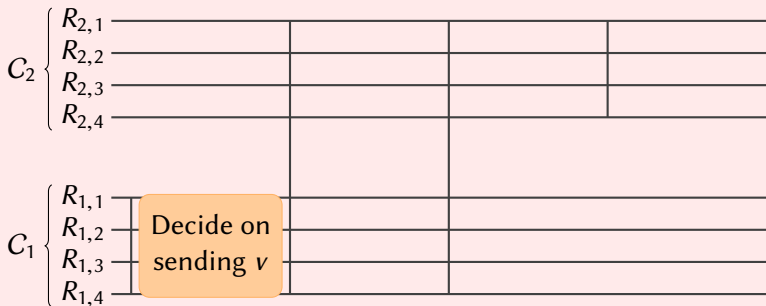 C₂
R₂,₁
R₂,₂
R₂,₃
R₂,₄
C₁
R₁,₁
R₁,₂
R₁,₃
R₁,₄
Decide on
sending v